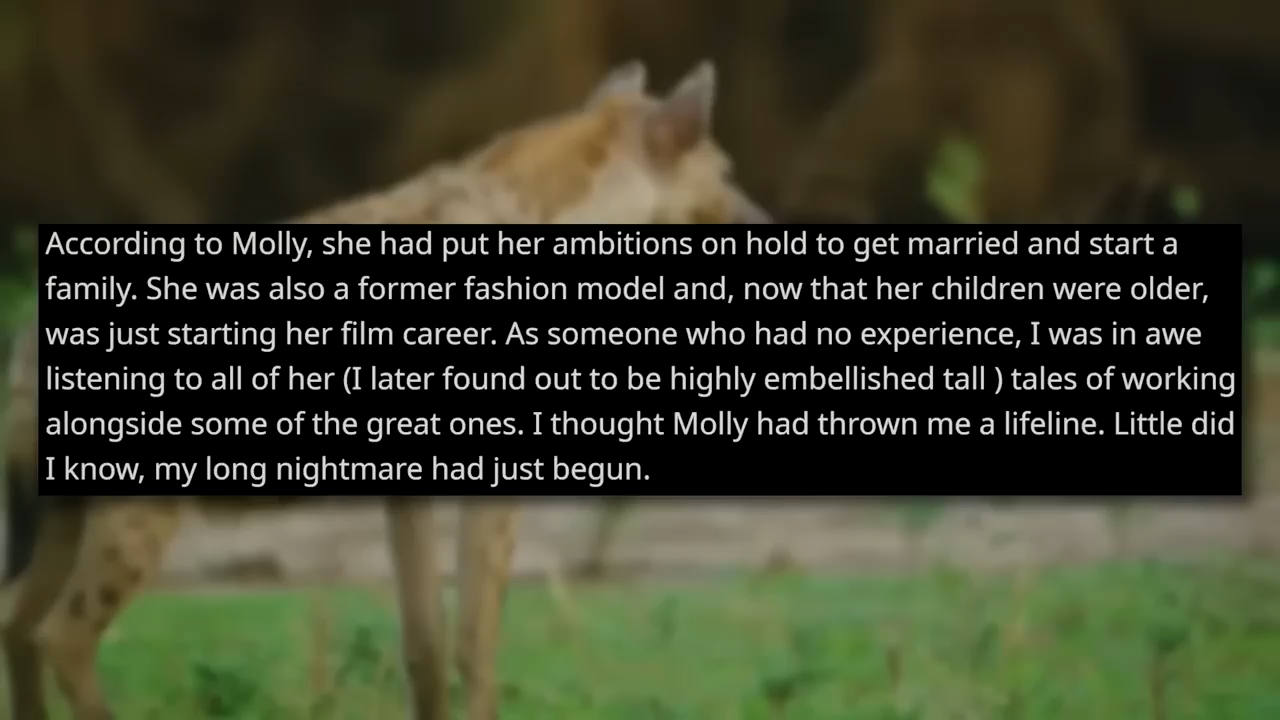 According to Molly, she had put her ambitions on hold to get married and start a
family. She was also a former fashion model and, now that her children were older,
was just starting her film career. As someone who had no experience, I was in awe
listening to all of her (I later found out to be highly embellished tall ) tales of working
alongside some of the great ones. I thought Molly had thrown me a lifeline. Little did
I know, my long nightmare had just begun.